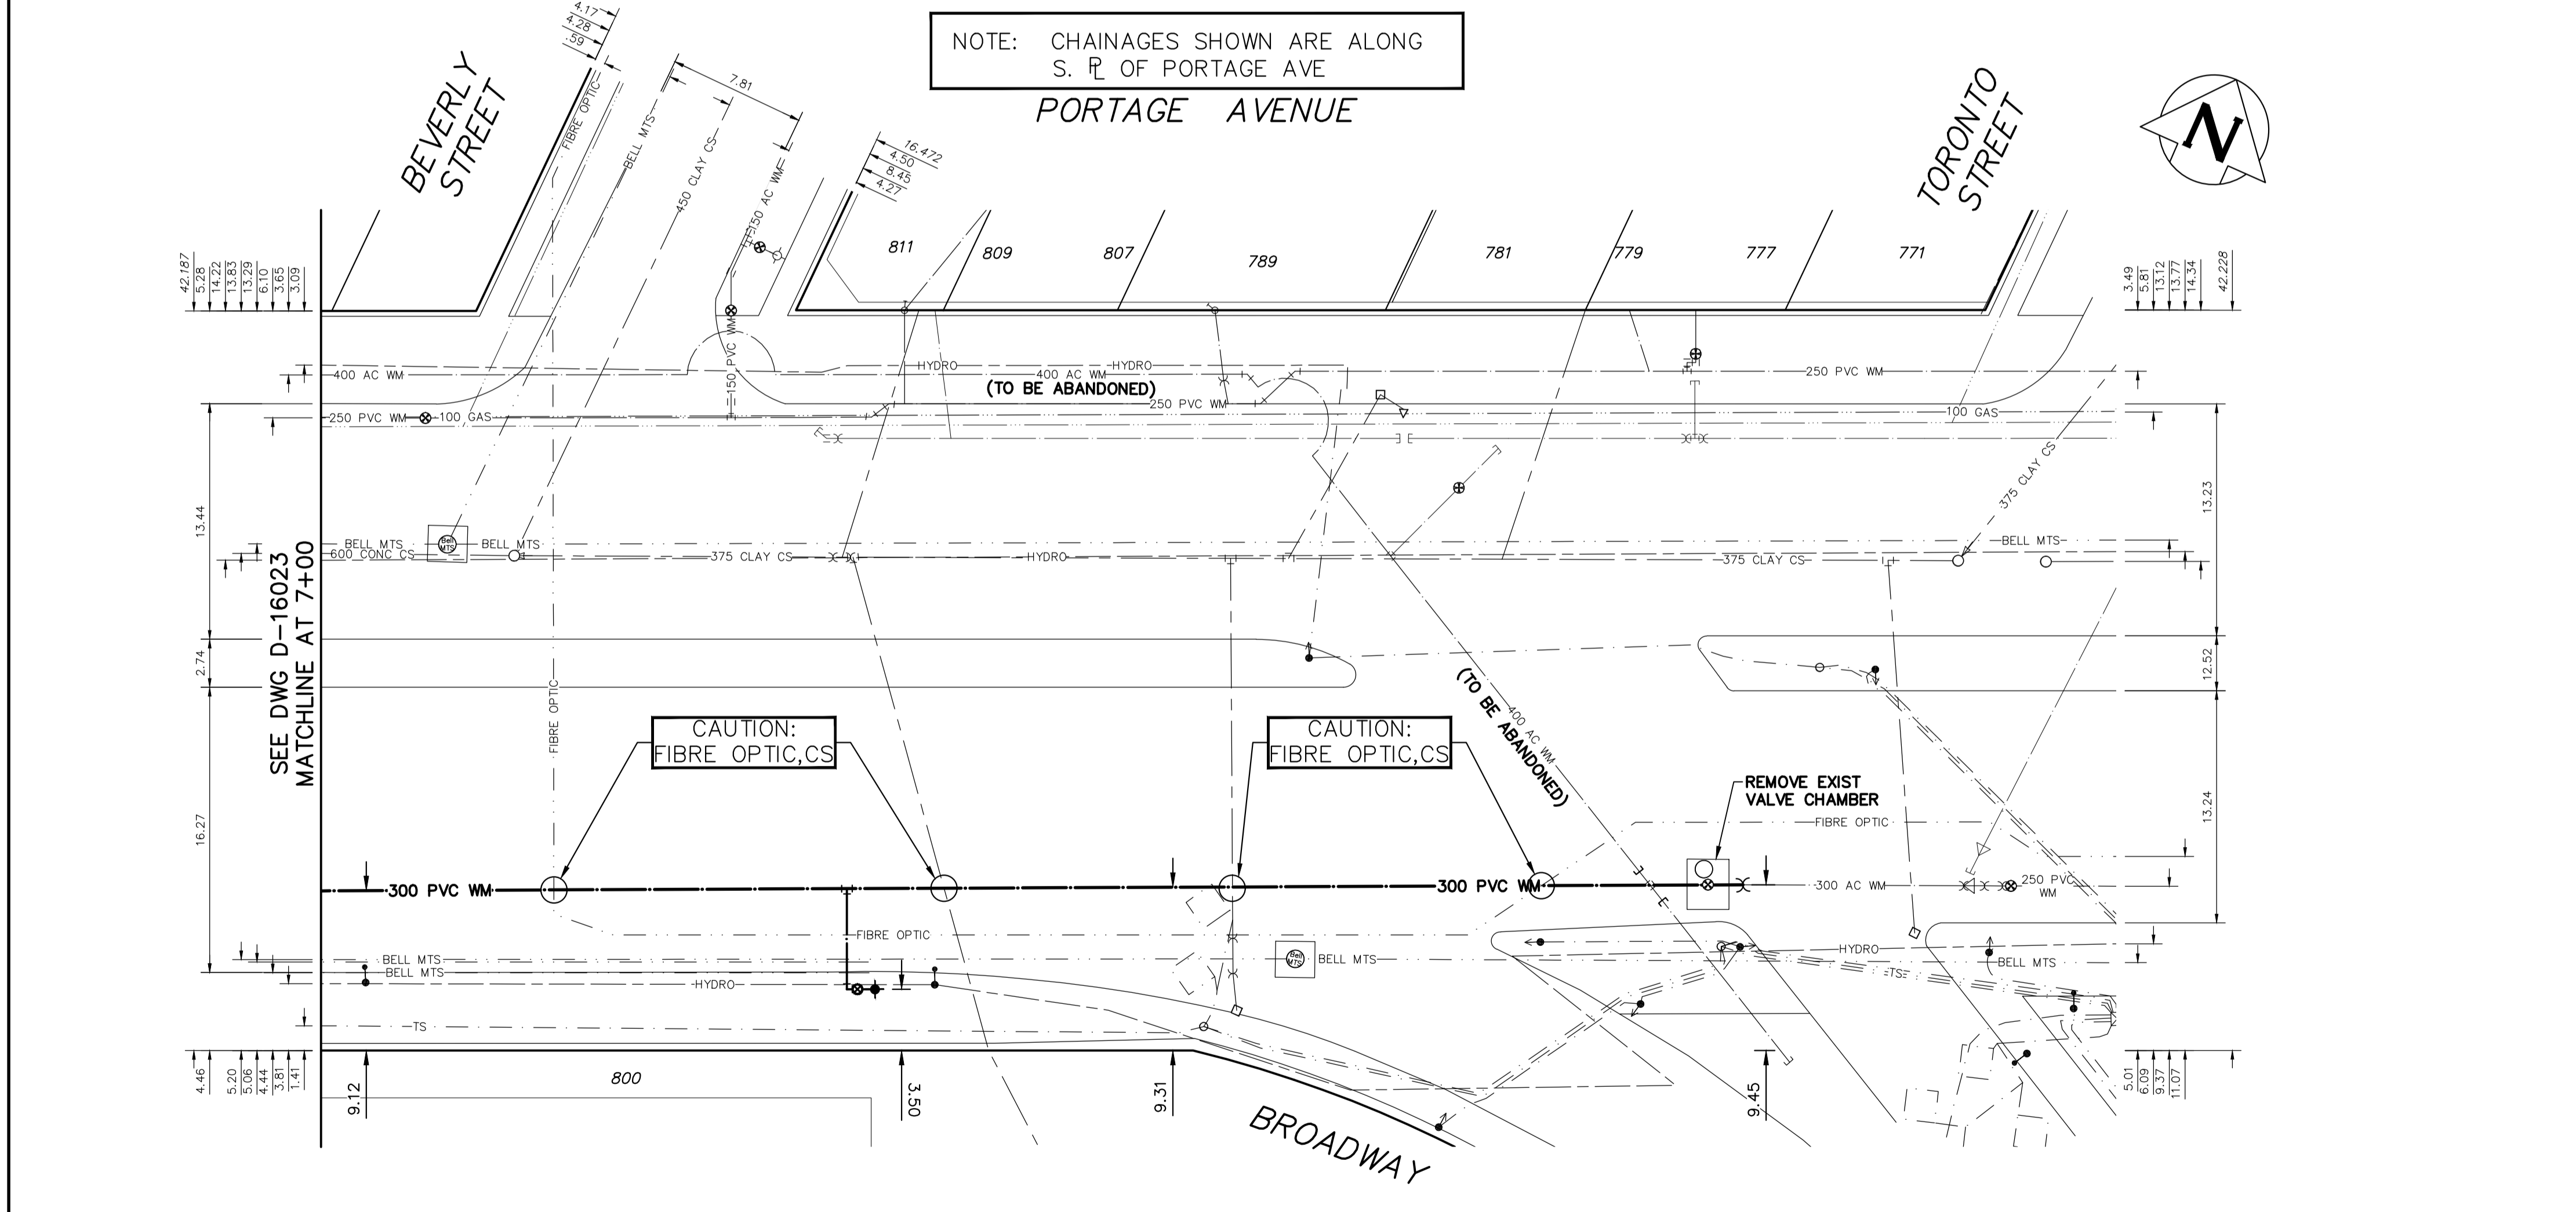 NOTE: CHAINAGES SHOWN ARE ALONG
S. PL OF PORTAGE AVE
PORTAGE AVENUE
BEVERLY
STREET
TORONTO
STREET
N
4.17
4.28
.59
7.81
16.472
4.50
8.45
4.27
FIBRE OPTIC
BELL MTS
450 CLAY CS
150 AC WM
150 PVC WM
811
809
807
789
781
779
777
771
42.187
5.28
14.22
13.83
13.29
6.10
3.65
3.09
3.49
5.81
13.12
13.77
14.34
42.228
400 AC WM
HYDRO
HYDRO
400 AC WM
(TO BE ABANDONED)
250 PVC WM
250 PVC WM
100 GAS
250 PVC WM
100 GAS
375 CLAY CS
BELL MTS
600 CONC CS
Bell
MTS
BELL MTS
375 CLAY CS
HYDRO
375 CLAY CS
BELL MTS
13.44
2.74
16.27
13.23
12.52
13.24
SEE DWG D-16023
MATCHLINE AT 7+00
FIBRE OPTIC
CAUTION:
FIBRE OPTIC,CS
CAUTION:
FIBRE OPTIC,CS
400 AC WM
(TO BE ABANDONED)
REMOVE EXIST
VALVE CHAMBER
FIBRE OPTIC
300 PVC WM
300 PVC WM
300 AC WM
250 PVC
WM
FIBRE OPTIC
BELL MTS
BELL MTS
HYDRO
TS
Bell
MTS
BELL MTS
HYDRO
BELL MTS
TS
800
4.46
5.20
5.06
4.44
3.81
1.41
9.12
3.50
9.31
9.45
5.01
6.09
9.37
11.07
BROADWAY